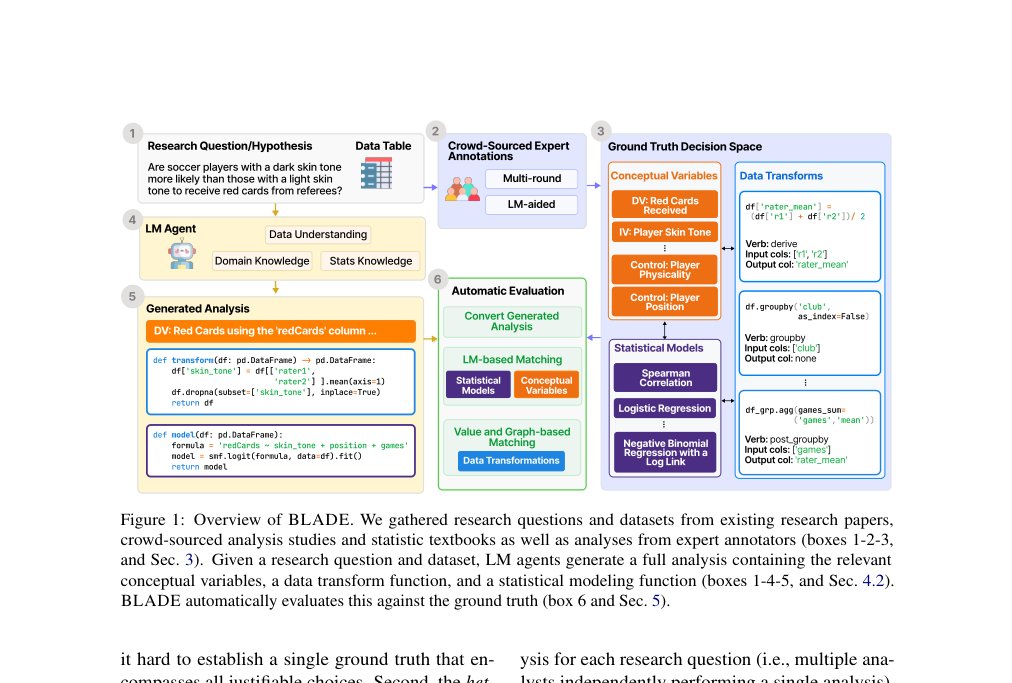 1
Research Question/Hypothesis
Data Table
Are soccer players with a dark skin tone
more likely than those with a light skin
tone to receive red cards from referees?
2
Crowd-Sourced Expert
Annotations
Multi-round
LM-aided
3
Ground Truth Decision Space
Conceptual Variables
DV: Red Cards
Received
IV: Player Skin Tone
⋮
Control: Player
Physicality
Control: Player
Position
Statistical Models
Spearman
Correlation
Logistic Regression
⋮
Negative Binomial
Regression with a
Log Link
Data Transforms
df['rater_mean'] =
(df['r1'] + df['r2'])/ 2
Verb: derive
Input cols: ['r1', 'r2']
Output col: 'rater_mean'
df.groupby('club',
as_index=False)
Verb: groupby
Input cols: ['club']
Output col: none
⋮
df_grp.agg(games_sum=
('games','mean'))
Verb: post_groupby
Input cols: ['games']
Output col: 'rater_mean'
4
LM Agent
Data Understanding
Domain Knowledge
Stats Knowledge
5
Generated Analysis
DV: Red Cards using the 'redCards' column ...
def transform(df: pd.DataFrame) → pd.DataFrame:
df['skin_tone'] = df[['rater1',
'rater2'] ].mean(axis=1)
df.dropna(subset=['skin_tone'], inplace=True)
return df
def model(df: pd.DataFrame):
formula = 'redCards ~ skin_tone + position + games'
model = smf.logit(formula, data=df).fit()
return model
6
Automatic Evaluation
Convert Generated
Analysis
LM-based Matching
Statistical
Models
Conceptual
Variables
Value and Graph-based
Matching
Data Transformations
Figure 1: Overview of BLADE. We gathered research questions and datasets from existing research papers,
crowd-sourced analysis studies and statistic textbooks as well as analyses from expert annotators (boxes 1-2-3,
and Sec. 3). Given a research question and dataset, LM agents generate a full analysis containing the relevant
conceptual variables, a data transform function, and a statistical modeling function (boxes 1-4-5, and Sec. 4.2).
BLADE automatically evaluates this against the ground truth (box 6 and Sec. 5).
it hard to establish a single ground truth that en-
compasses all justifiable choices. Second, the het-
ysis for each research question (i.e., multiple ana-
lysts independently performing a single analysis).